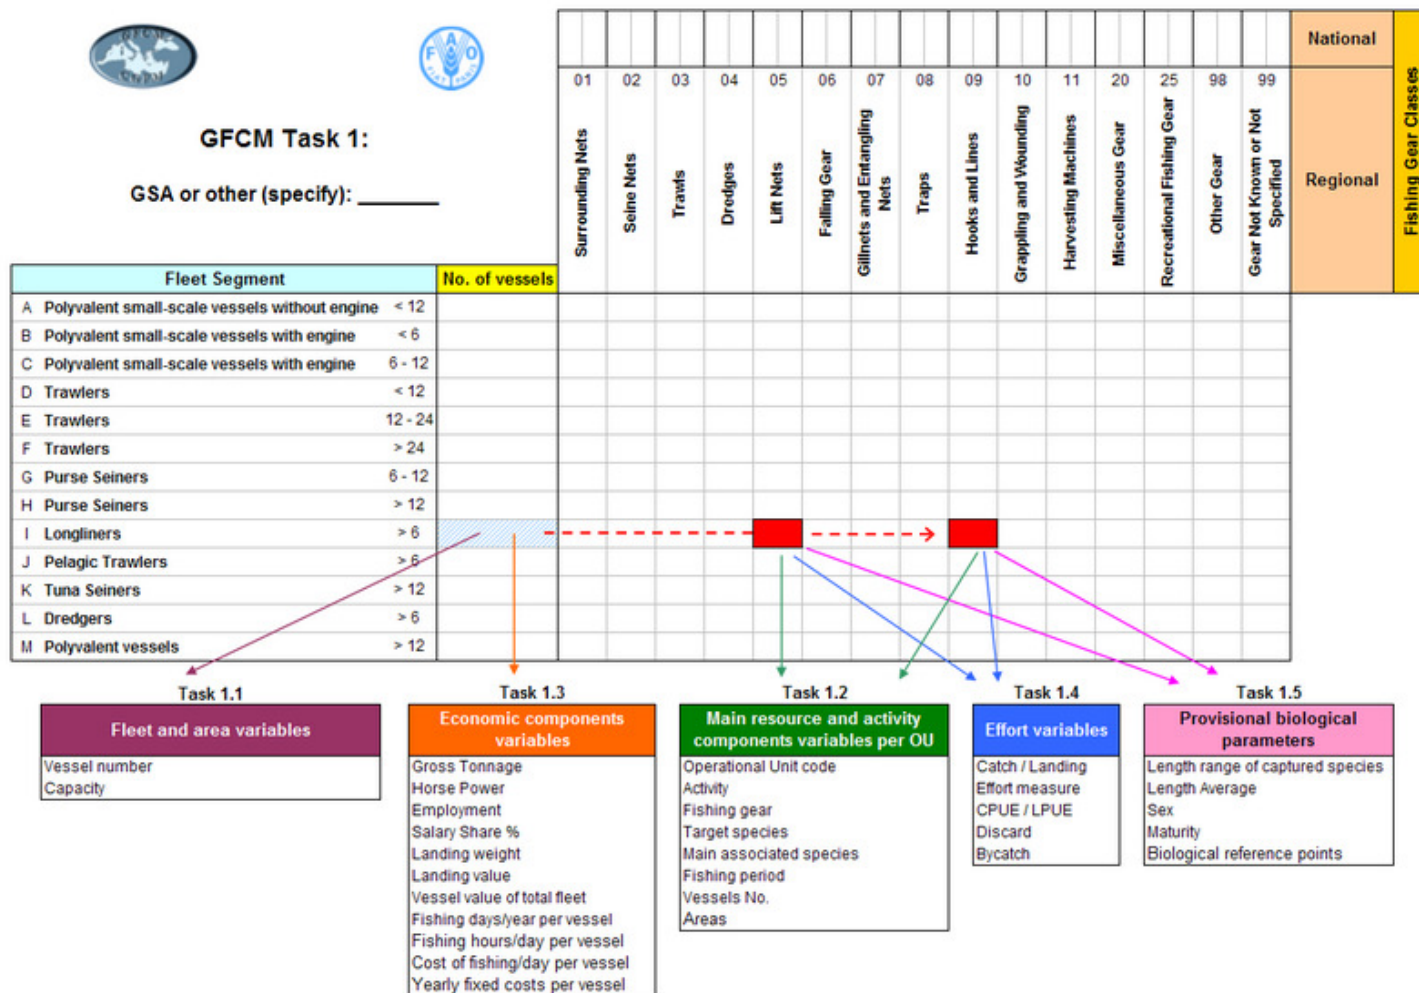 GFCM
FAO
FIAT PANIS
GFCM Task 1:
GSA or other (specify): _______
National
01 02 03 04 05 06 07 08 09 10 11 20 25 98 99
Surrounding Nets
Seine Nets
Trawls
Dredges
Lift Nets
Falling Gear
Gillnets and Entangling
Nets
Traps
Hooks and Lines
Grappling and Wounding
Harvesting Machines
Miscellaneous Gear
Recreational Fishing Gear
Other Gear
Gear Not Known or Not
Specified
Regional
Fishing Gear Classes
Fleet Segment No. of vessels
A Polyvalent small-scale vessels without engine < 12
B Polyvalent small-scale vessels with engine < 6
C Polyvalent small-scale vessels with engine 6 - 12
D Trawlers < 12
E Trawlers 12 - 24
F Trawlers > 24
G Purse Seiners 6 - 12
H Purse Seiners > 12
I Longliners > 6
J Pelagic Trawlers > 6
K Tuna Seiners > 12
L Dredgers > 6
M Polyvalent vessels > 12
Task 1.1
Fleet and area variables
Vessel number
Capacity
Task 1.3
Economic components
variables
Gross Tonnage
Horse Power
Employment
Salary Share %
Landing weight
Landing value
Vessel value of total fleet
Fishing days/year per vessel
Fishing hours/day per vessel
Cost of fishing/day per vessel
Yearly fixed costs per vessel
Task 1.2
Main resource and activity
components variables per OU
Operational Unit code
Activity
Fishing gear
Target species
Main associated species
Fishing period
Vessels No.
Areas
Task 1.4
Effort variables
Catch / Landing
Effort measure
CPUE / LPUE
Discard
Bycatch
Task 1.5
Provisional biological
parameters
Length range of captured species
Length Average
Sex
Maturity
Biological reference points